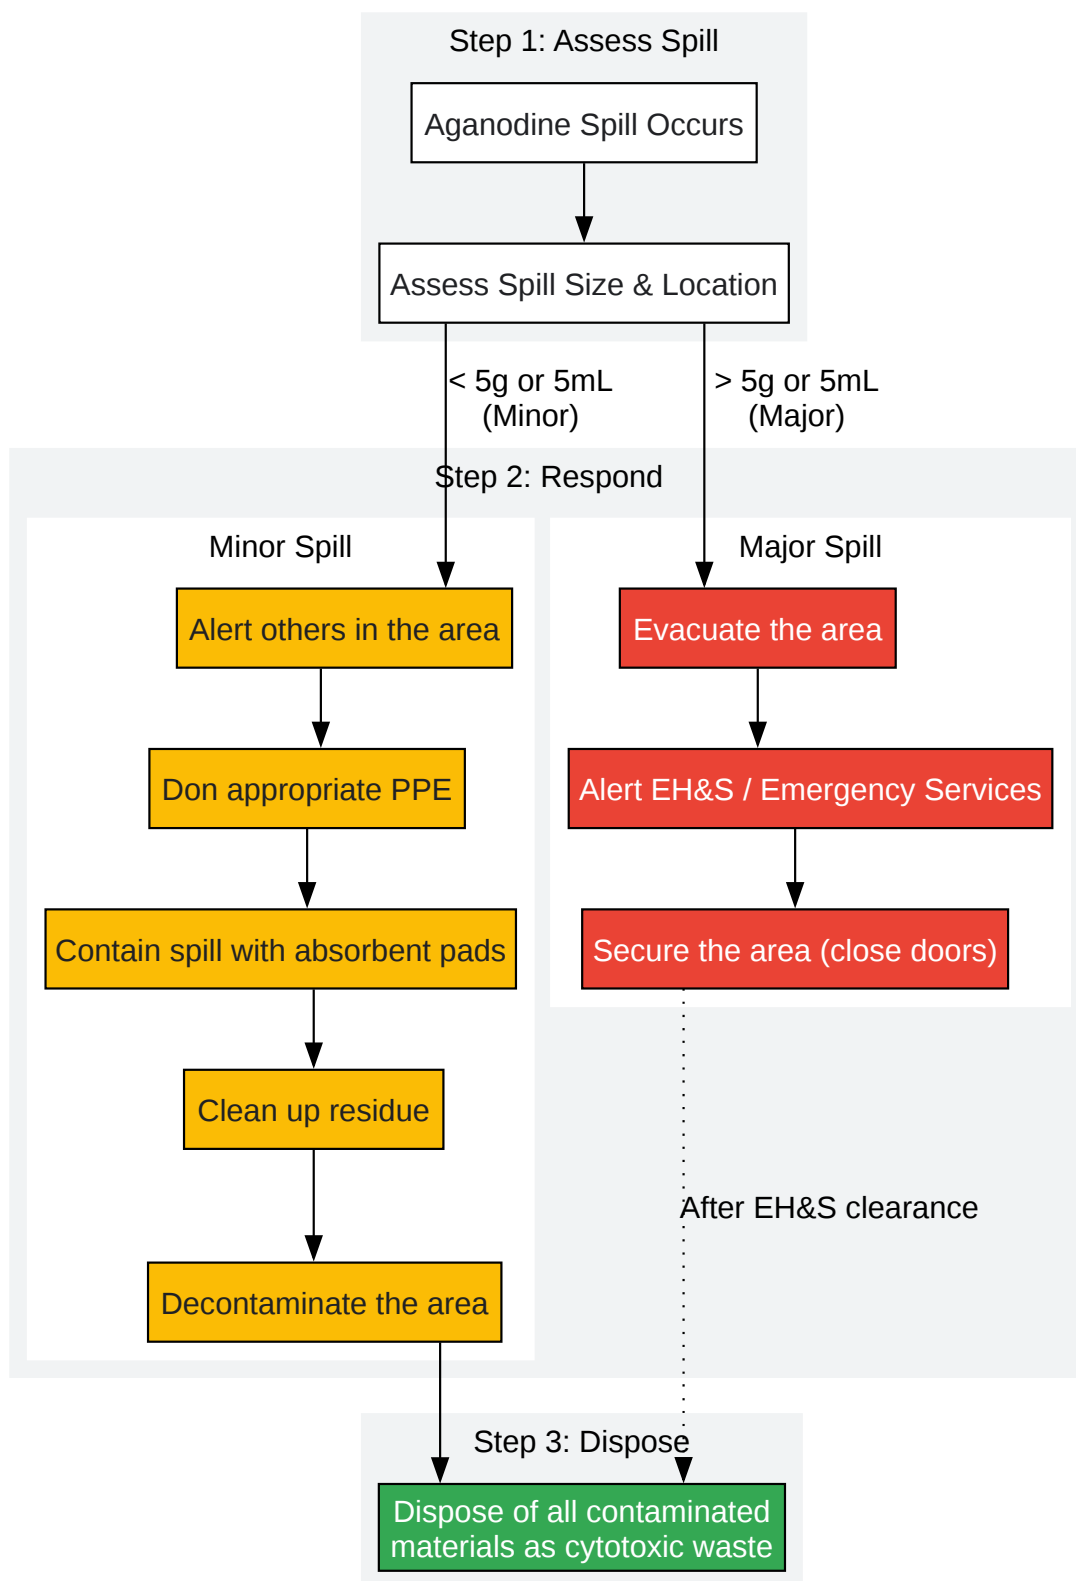 Step 1: Assess Spill
Aganodine Spill Occurs
Assess Spill Size & Location
< 5g or 5mL
(Minor)
> 5g or 5mL
(Major)
Step 2: Respond
Minor Spill
Alert others in the area
Don appropriate PPE
Contain spill with absorbent pads
Clean up residue
Decontaminate the area
Major Spill
Evacuate the area
Alert EH&S / Emergency Services
Secure the area (close doors)
After EH&S clearance
Step 3: Dispose
Dispose of all contaminated
materials as cytotoxic waste